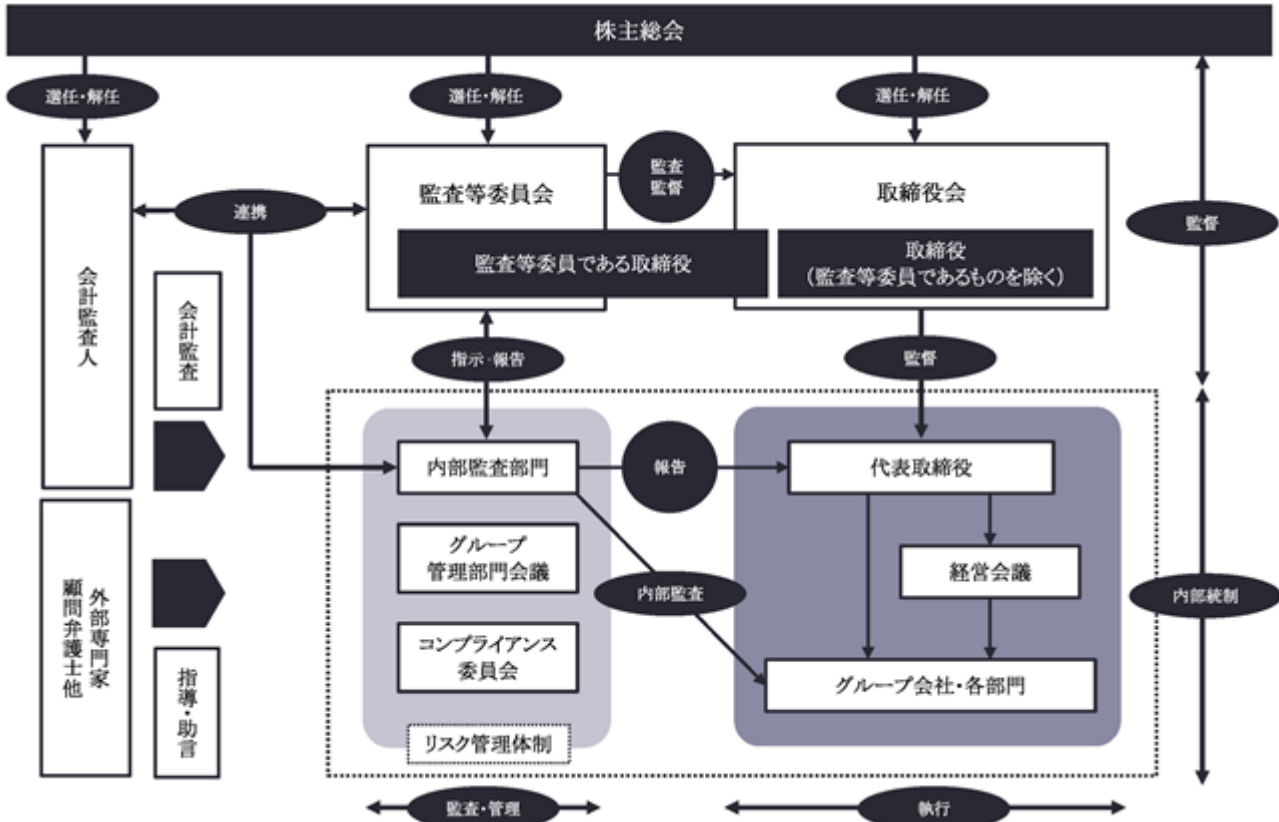 株主総会
選任・解任
選任・解任
選任・解任
監査等委員会
監査
監督
取締役会
連携
監督
監査等委員である取締役
取締役
(監査等委員であるものを除く)
会計監査人
会計監査
指示・報告
監督
内部監査部門
報告
代表取締役
グループ
管理部門会議
経営会議
内部監査
内部統制
コンプライアンス
委員会
グループ会社・各部門
外部専門家
顧問弁護士他
指導・助言
リスク管理体制
監査・管理
執行